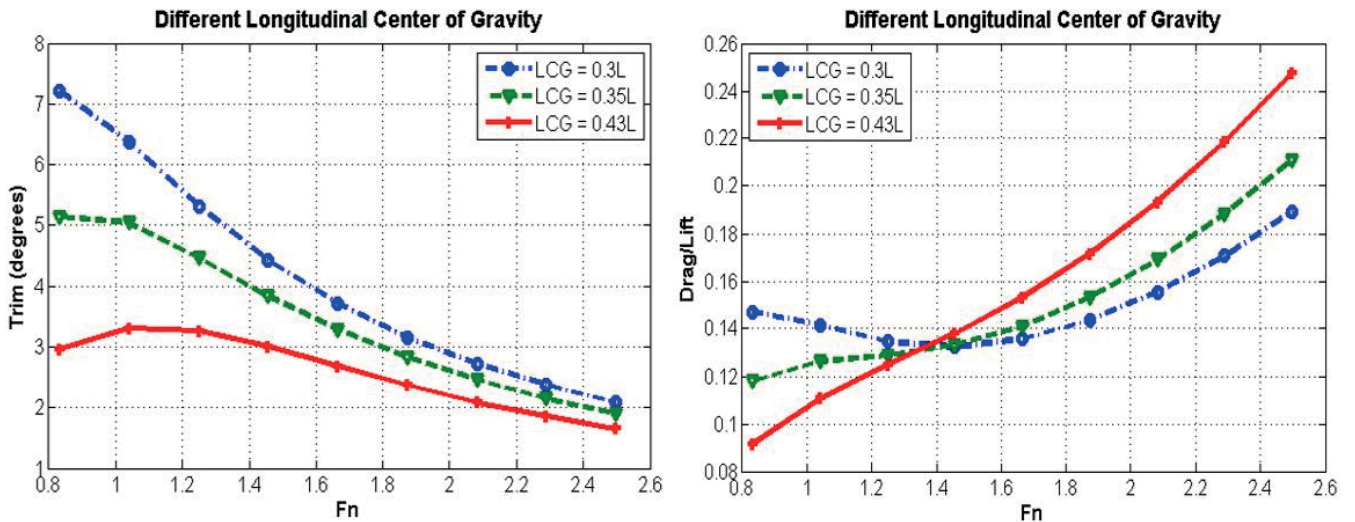 Different Longitudinal Center of Gravity
8
7
6
5
4
3
2
1
Trim (degrees)
LCG = 0.3L
LCG = 0.35L
LCG = 0.43L
0.8 1 1.2 1.4 1.6 1.8 2 2.2 2.4 2.6
Fn
Different Longitudinal Center of Gravity
0.26
0.24
0.22
0.2
0.18
0.16
0.14
0.12
0.1
0.08
Drag/Lift
LCG = 0.3L
LCG = 0.35L
LCG = 0.43L
0.8 1 1.2 1.4 1.6 1.8 2 2.2 2.4 2.6
Fn